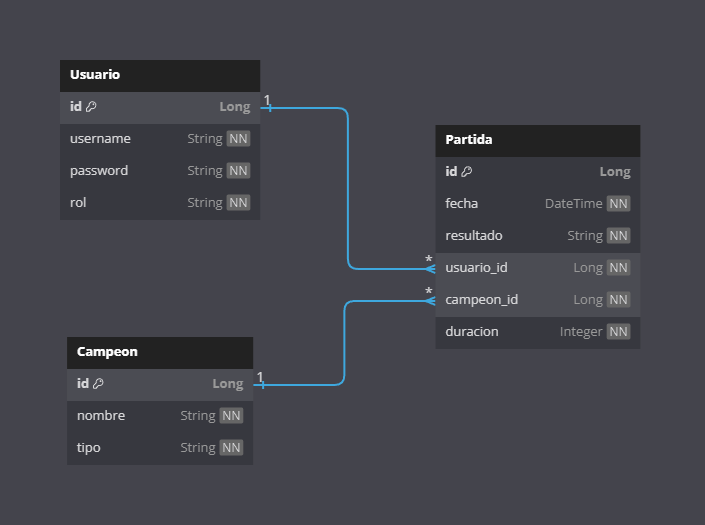 Usuario
id Long
username String NN
password String NN
rol String NN
1
Partida
id Long
fecha DateTime NN
resultado String NN
* usuario_id Long NN
* campeon_id Long NN
duracion Integer NN
Campeon
id Long
1
nombre String NN
tipo String NN